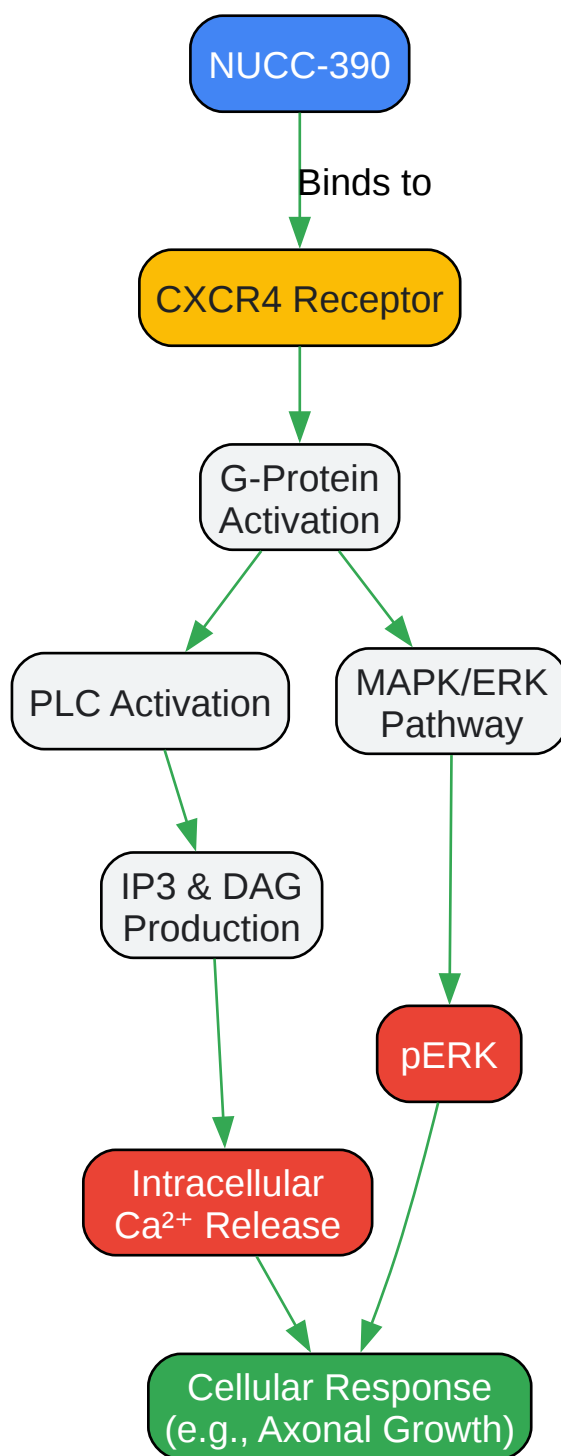 NUCC-390
Binds to
CXCR4 Receptor
G-Protein
Activation
PLC Activation
MAPK/ERK
Pathway
IP3 & DAG
Production
pERK
Intracellular
Ca²⁺ Release
Cellular Response
(e.g., Axonal Growth)